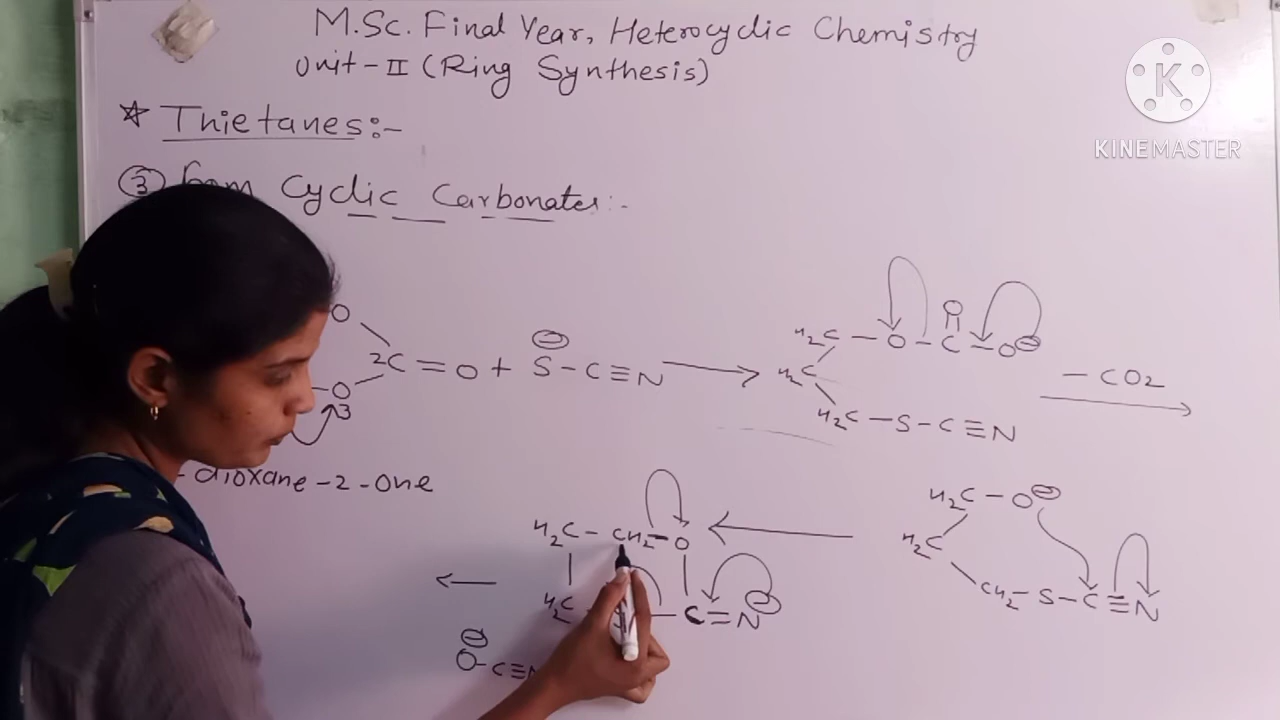 M.Sc. Final Year, Heterocyclic Chemistry
Unit-II (Ring Synthesis)
K
KINEMASTER
☆ Thietanes:-
③ from Cyclic Carbonates:-
O
2C=O + S⊖-C≡N
O
3
- dioxane-2-one
H2C-O-C-O⊖
O
H2C
H2C-S-C≡N
-CO2
H2C-O⊖
H2C
CH2-S-C≡N
H2C-CH2-O
H2C
C=N
O⊖-C≡N